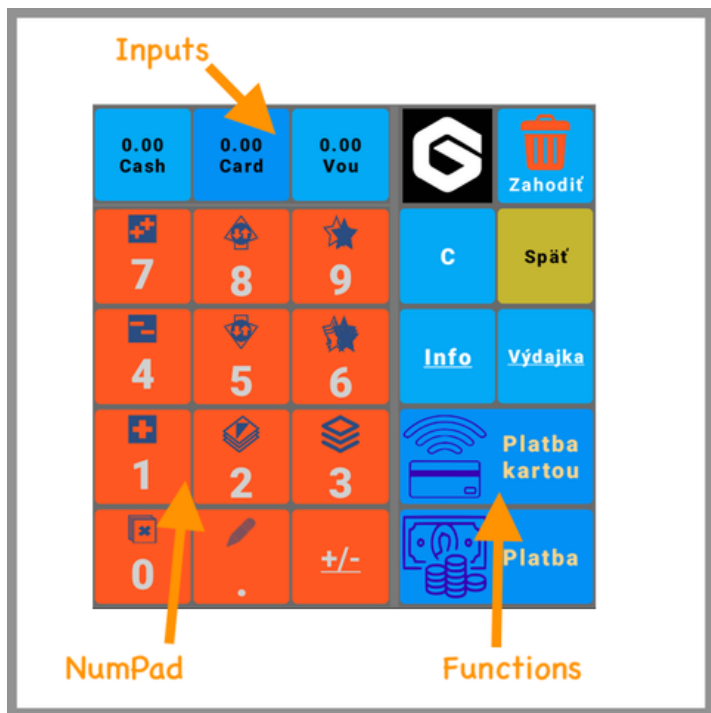 Inputs
0.00 0.00 0.00
Cash Card Vou
Zahodiť
7 8 9 C Späť
4 5 6 Info Výdajka
1 2 3 Platba
kartou
0 . +/- Platba
NumPad Functions